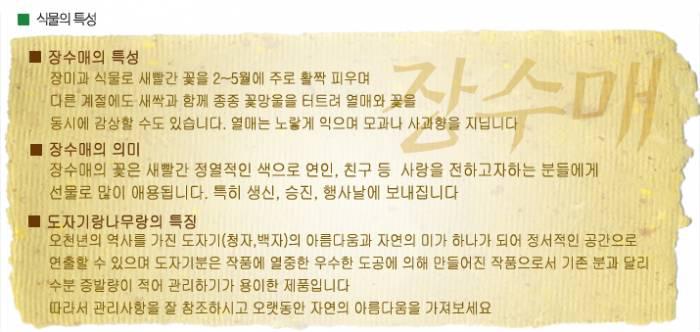 식물의 특성
장수매
장수매의 특성
장미과 식물로 새빨간 꽃을 2~5월에 주로 활짝 피우며
다른 계절에도 새싹과 함께 종종 꽃망울을 터트려 열매와 꽃을
동시에 감상할 수도 있습니다. 열매는 노랗게 익으며 모과나 사과향을 지닙니다
장수매의 의미
장수매의 꽃은 새빨간 정열적인 색으로 연인, 친구 등 사랑을 전하고자하는 분들에게
선물로 많이 애용됩니다. 특히 생신, 승진, 행사날에 보내집니다
도자기랑나무랑의 특징
오천년의 역사를 가진 도자기(청자,백자)의 아름다움과 자연의 미가 하나가 되어 정서적인 공간으로
연출할 수 있으며 도자기분은 작품에 열중한 우수한 도공에 의해 만들어진 작품으로서 기존 분과 달리
수분 증발량이 적어 관리하기가 용이한 제품입니다
따라서 관리사항을 잘 참조하시고 오랫동안 자연의 아름다움을 가져보세요